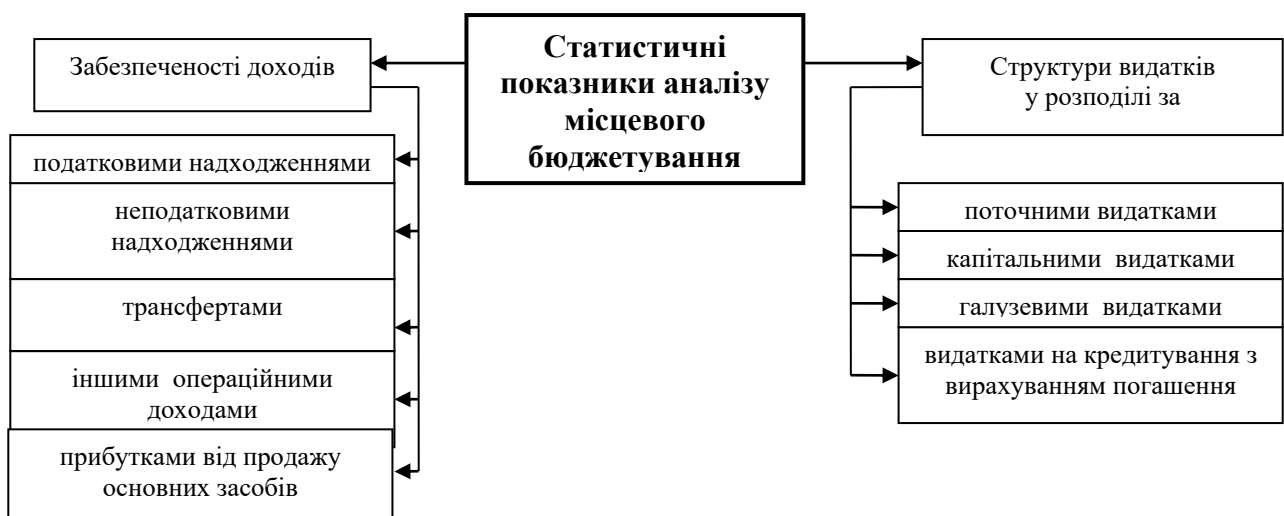 Статистичні
показники аналізу
місцевого
бюджетування
Забезпеченості доходів
податковими надходженнями
неподатковими
надходженнями
трансфертами
іншими операційними
доходами
прибутками від продажу
основних засобів
Структури видатків
у розподілі за
поточними видатками
капітальними видатками
галузевими видатками
видатками на кредитування з
вирахуванням погашення